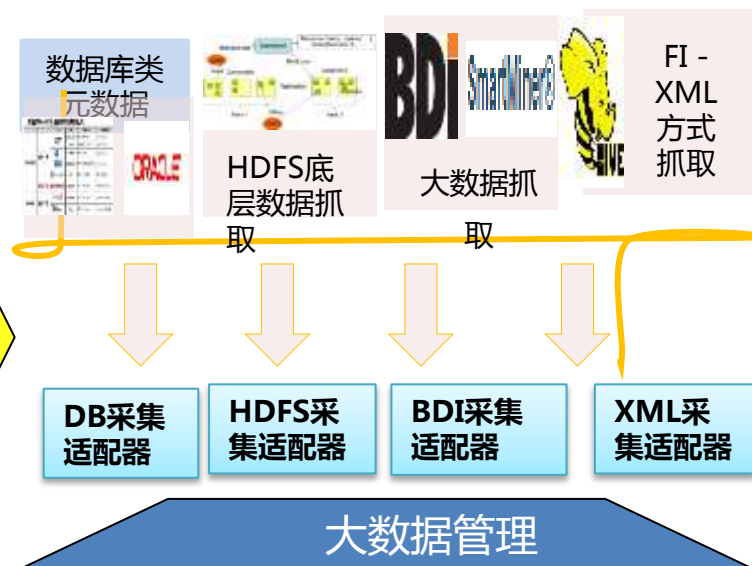 数据库类
元数据
ORACLE
HDFS底
层数据抓
取
BDi
SmartMiner®
大数据抓
取
HIVE
FI -
XML
方式
抓取
DB采集
适配器
HDFS采
集适配器
BDI采集
适配器
XML采
集适配器
大数据管理